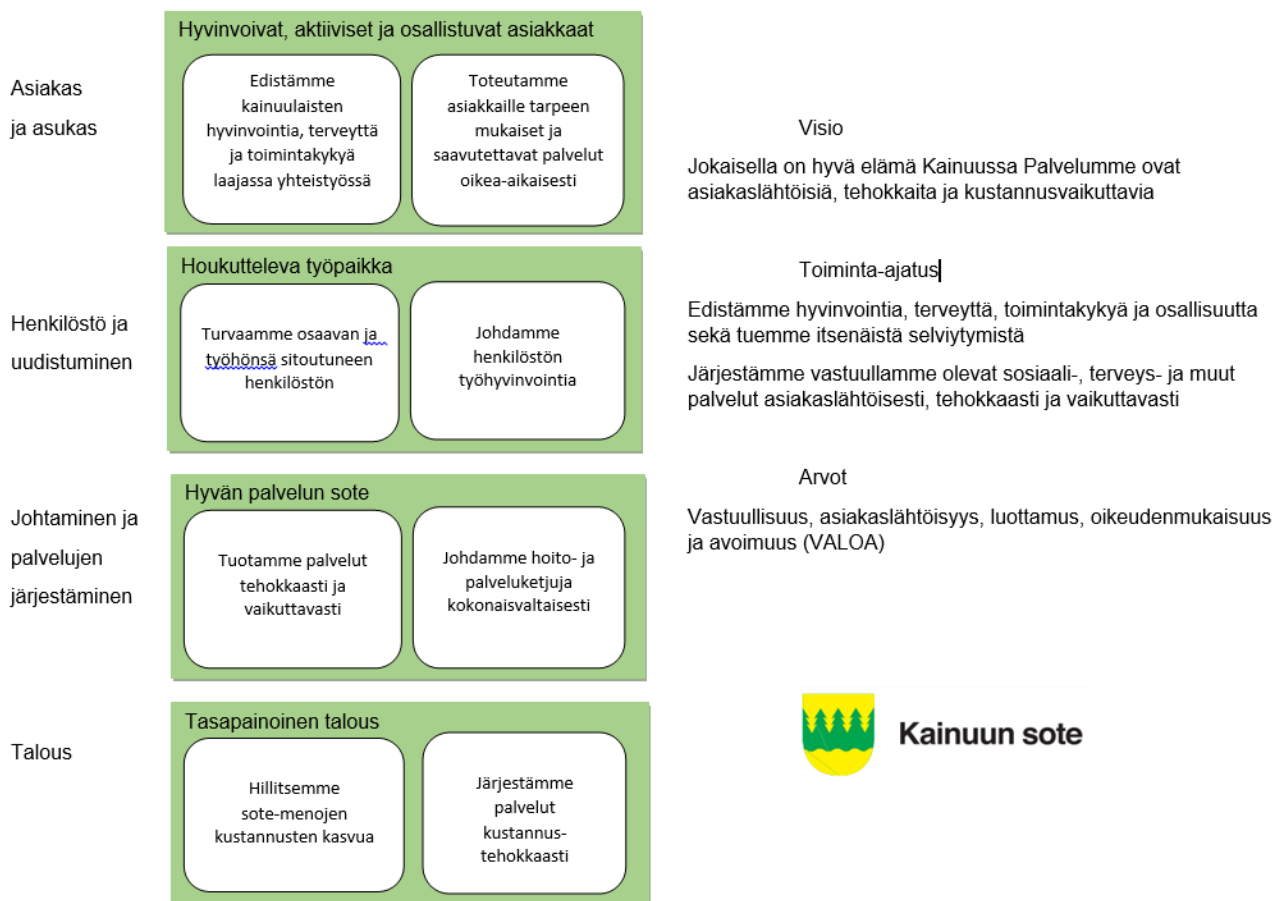 Asiakas
ja asukas
Hyvinvoivat, aktiiviset ja osallistuvat asiakkaat
Edistämme
kainuulaisten
hyvinvointia, terveyttä
ja toimintakykyä
laajassa yhteistyössä
Toteutamme
asiakkaille tarpeen
mukaiset ja
saavutettavat palvelut
oikea-aikaisesti
Henkilöstö ja
uudistuminen
Houkutteleva työpaikka
Turvaamme osaavan ja
työhönsä sitoutuneen
henkilöstön
Johdamme
henkilöstön
työhyvinvointia
Johtaminen ja
palvelujen
järjestäminen
Hyvän palvelun sote
Tuotamme palvelut
tehokkaasti ja
vaikuttavasti
Johdamme hoito- ja
palveluketjuja
kokonaisvaltaisesti
Talous
Tasapainoinen talous
Hillitsemme
sote-menojen
kustannusten kasvua
Järjestämme
palvelut
kustannus-
tehokkaasti
Visio
Jokaisella on hyvä elämä Kainuussa Palvelumme ovat
asiakaslähtöisiä, tehokkaita ja kustannusvaikuttavia
Toiminta-ajatus
Edistämme hyvinvointia, terveyttä, toimintakykyä ja osallisuutta
sekä tuemme itsenäistä selviytymistä
Järjestämme vastuullamme olevat sosiaali-, terveys- ja muut
palvelut asiakaslähtöisesti, tehokkaasti ja vaikuttavasti
Arvot
Vastuullisuus, asiakaslähtöisyys, luottamus, oikeudenmukaisuus
ja avoimuus (VALOA)
Kainuun sote